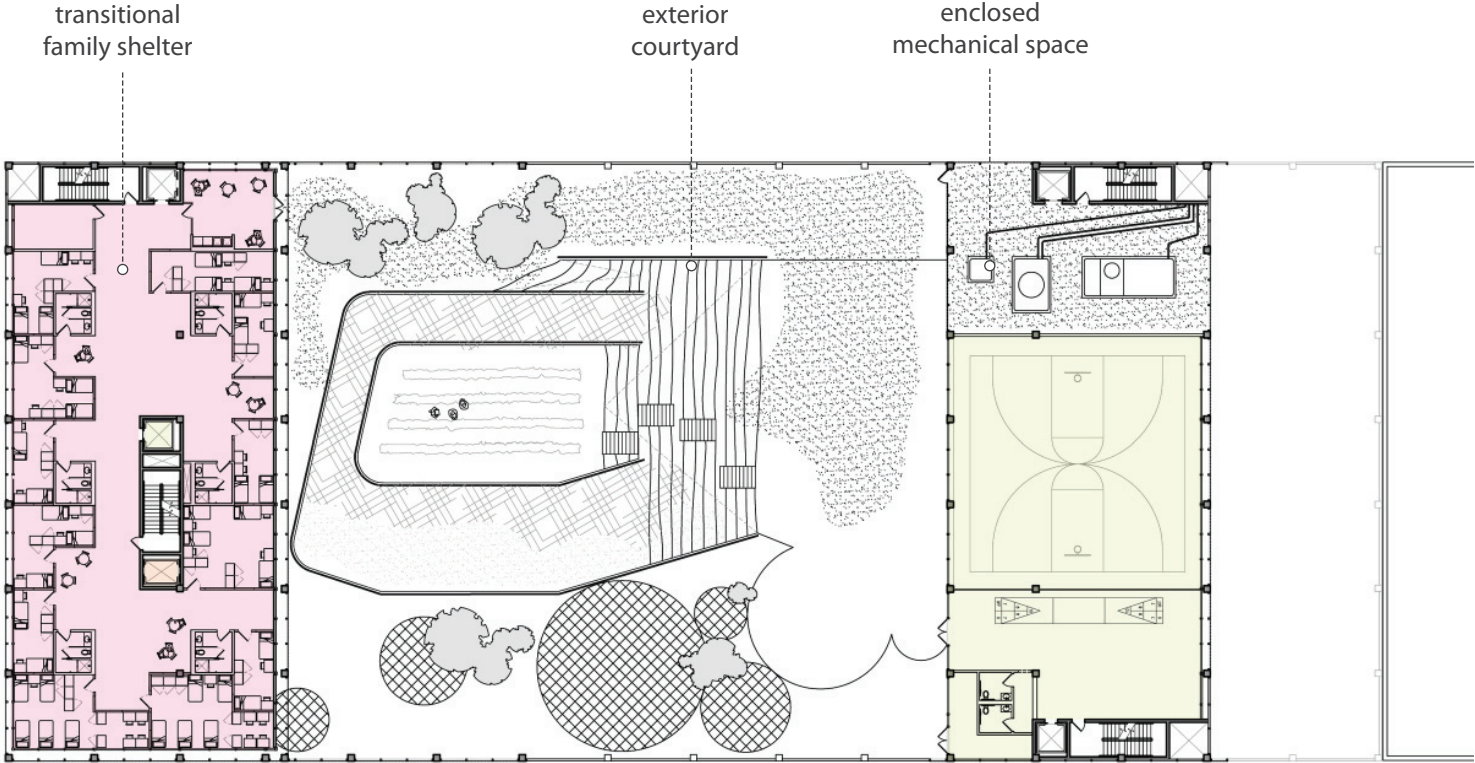 transitional
family shelter
exterior
courtyard
enclosed
mechanical space